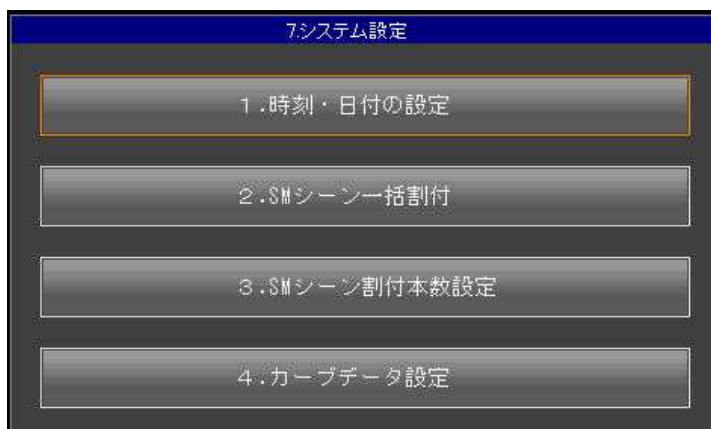 7.システム設定
１.時刻・日付の設定
２.SMシーン一括割付
３.SMシーン割付本数設定
４.カーブデータ設定